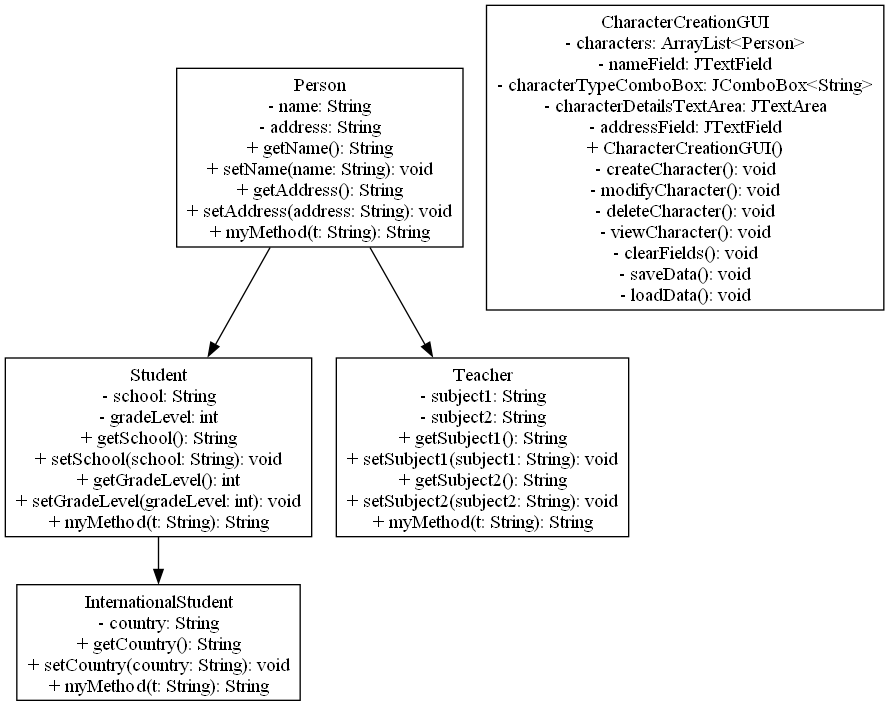 CharacterCreationGUI
- characters: ArrayList<Person>
- nameField: JTextField
- characterTypeComboBox: JComboBox<String>
- characterDetailsTextArea: JTextArea
- addressField: JTextField
+ CharacterCreationGUI()
- createCharacter(): void
- modifyCharacter(): void
- deleteCharacter(): void
- viewCharacter(): void
- clearFields(): void
- saveData(): void
- loadData(): void
Person
- name: String
- address: String
+ getName(): String
+ setName(name: String): void
+ getAddress(): String
+ setAddress(address: String): void
+ myMethod(t: String): String
Student
- school: String
- gradeLevel: int
+ getSchool(): String
+ setSchool(school: String): void
+ getGradeLevel(): int
+ setGradeLevel(gradeLevel: int): void
+ myMethod(t: String): String
Teacher
- subject1: String
- subject2: String
+ getSubject1(): String
+ setSubject1(subject1: String): void
+ getSubject2(): String
+ setSubject2(subject2: String): void
+ myMethod(t: String): String
InternationalStudent
- country: String
+ getCountry(): String
+ setCountry(country: String): void
+ myMethod(t: String): String